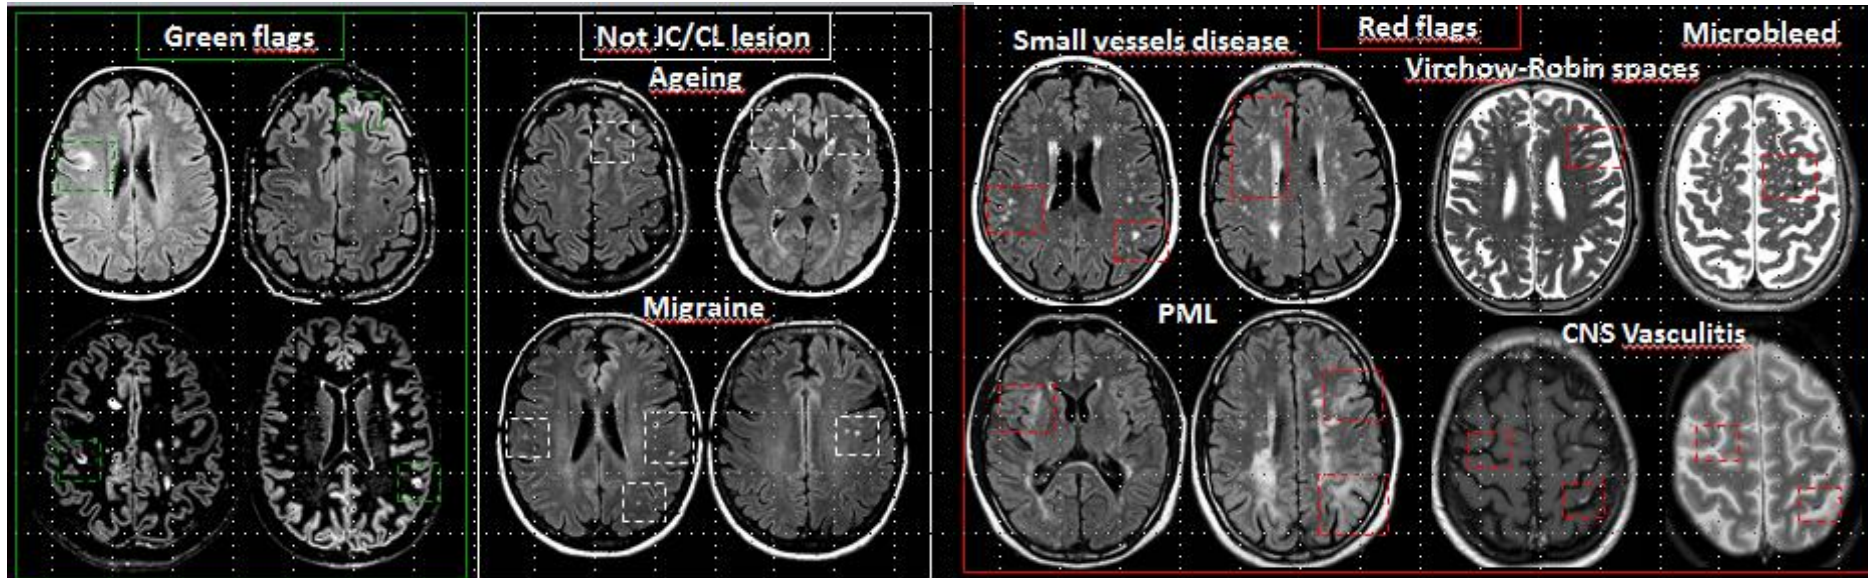 Green flags
Not JC/CL lesion
Ageing
Migraine
Red flags
Small vessels disease
Virchow-Robin spaces
Microbleed
PML
CNS Vasculitis